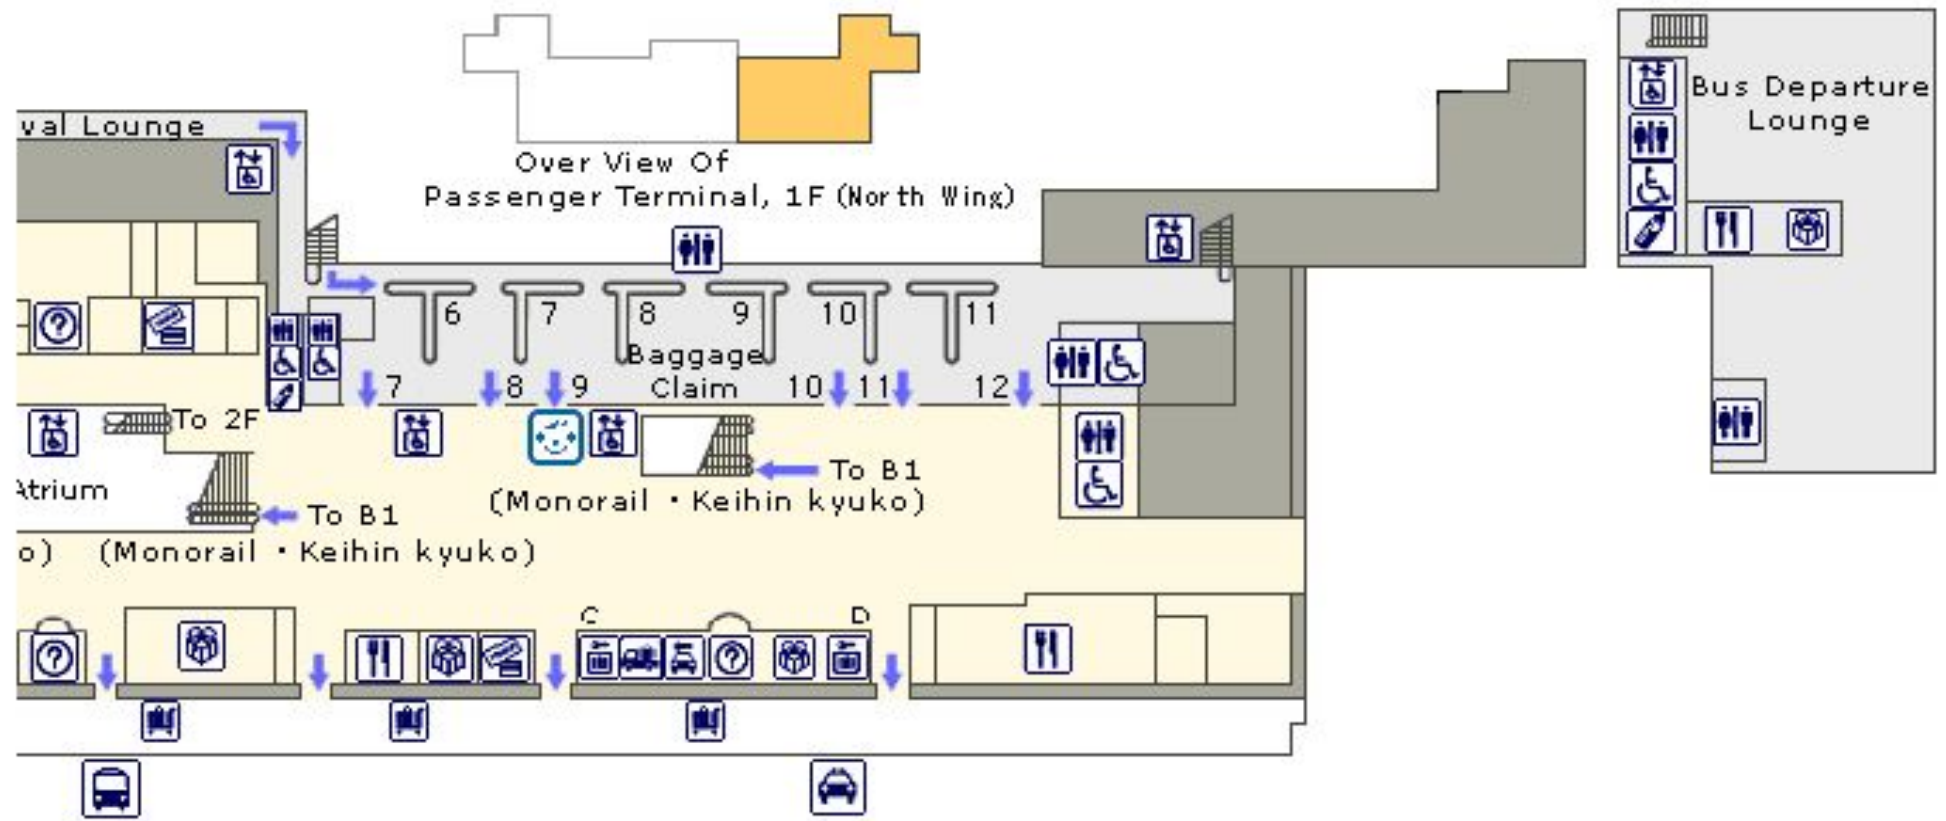 Over View Of
Passenger Terminal, 1F (North Wing)
val Lounge
Bus Departure
Lounge
6 7 8 9 10 11
Baggage
Claim
7 8 9 10 11 12
To 2F
Atrium
To B1
(Monorail・Keihin kyuko)
To B1
o) (Monorail・Keihin kyuko)
C D
? ? ?